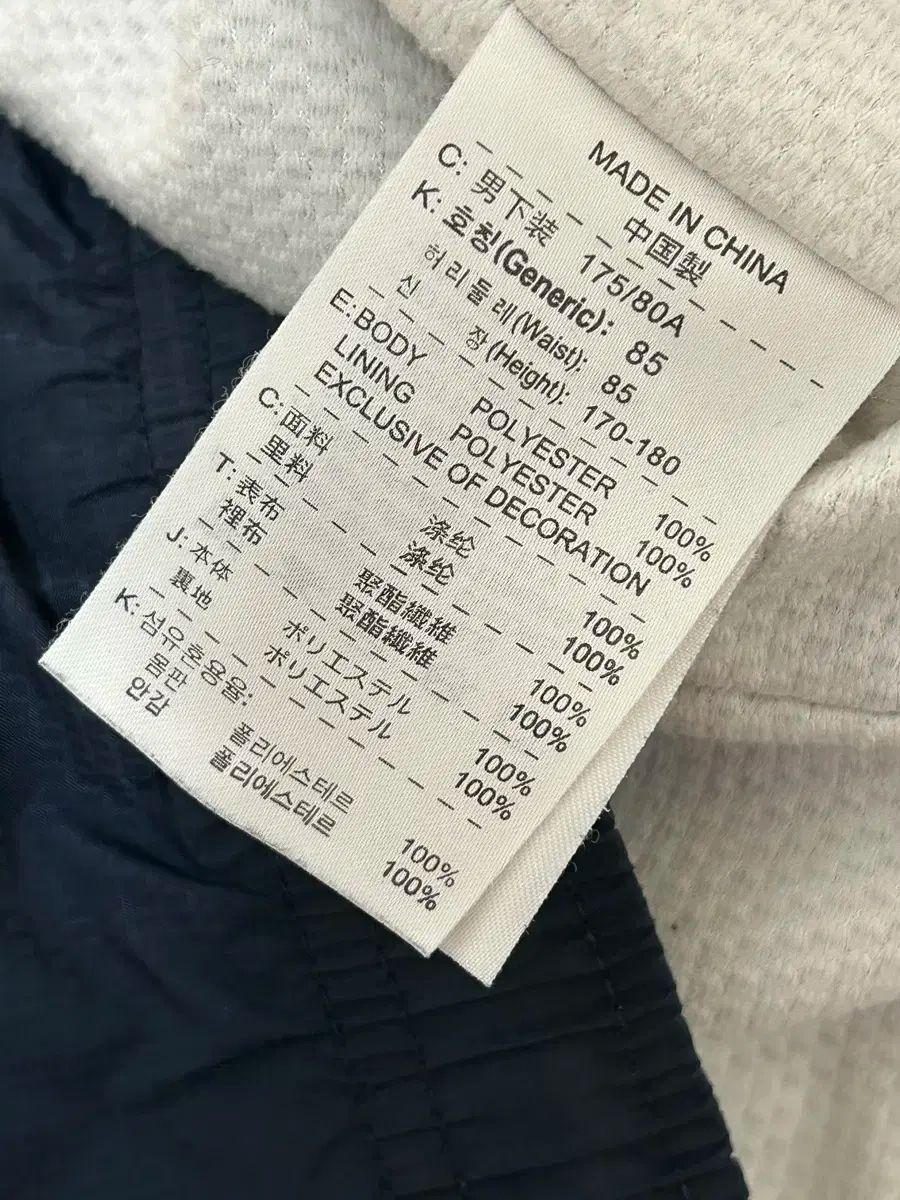 MADE IN CHINA
中国製
C: 男下装 175/80A
K: 호칭(Generic): 85
허리둘레(Waist): 85
신 장(Height): 170-180
E: BODY POLYESTER 100%
LINING POLYESTER 100%
EXCLUSIVE OF DECORATION
C: 面料 涤纶 100%
里料 涤纶 100%
T: 表布 聚酯纖維 100%
裡布 聚酯纖維 100%
J: 本体 ポリエステル 100%
裏地 ポリエステル 100%
K: 섬유혼용율:
몸판 폴리에스테르 100%
안감 폴리에스테르 100%